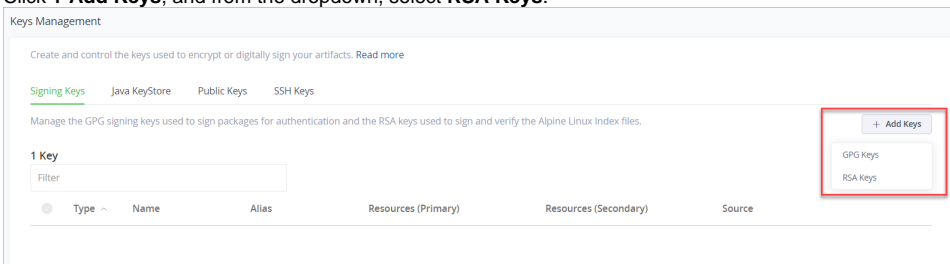 Click + Add Keys, and from the dropdown, select RSA Keys.
Keys Management
Create and control the keys used to encrypt or digitally sign your artifacts. Read more
Signing Keys Java KeyStore Public Keys SSH Keys
Manage the GPG signing keys used to sign packages for authentication and the RSA keys used to sign and verify the Alpine Linux Index files.
+ Add Keys
GPG Keys
RSA Keys
1 Key
Filter
Type Name Alias Resources (Primary) Resources (Secondary) Source